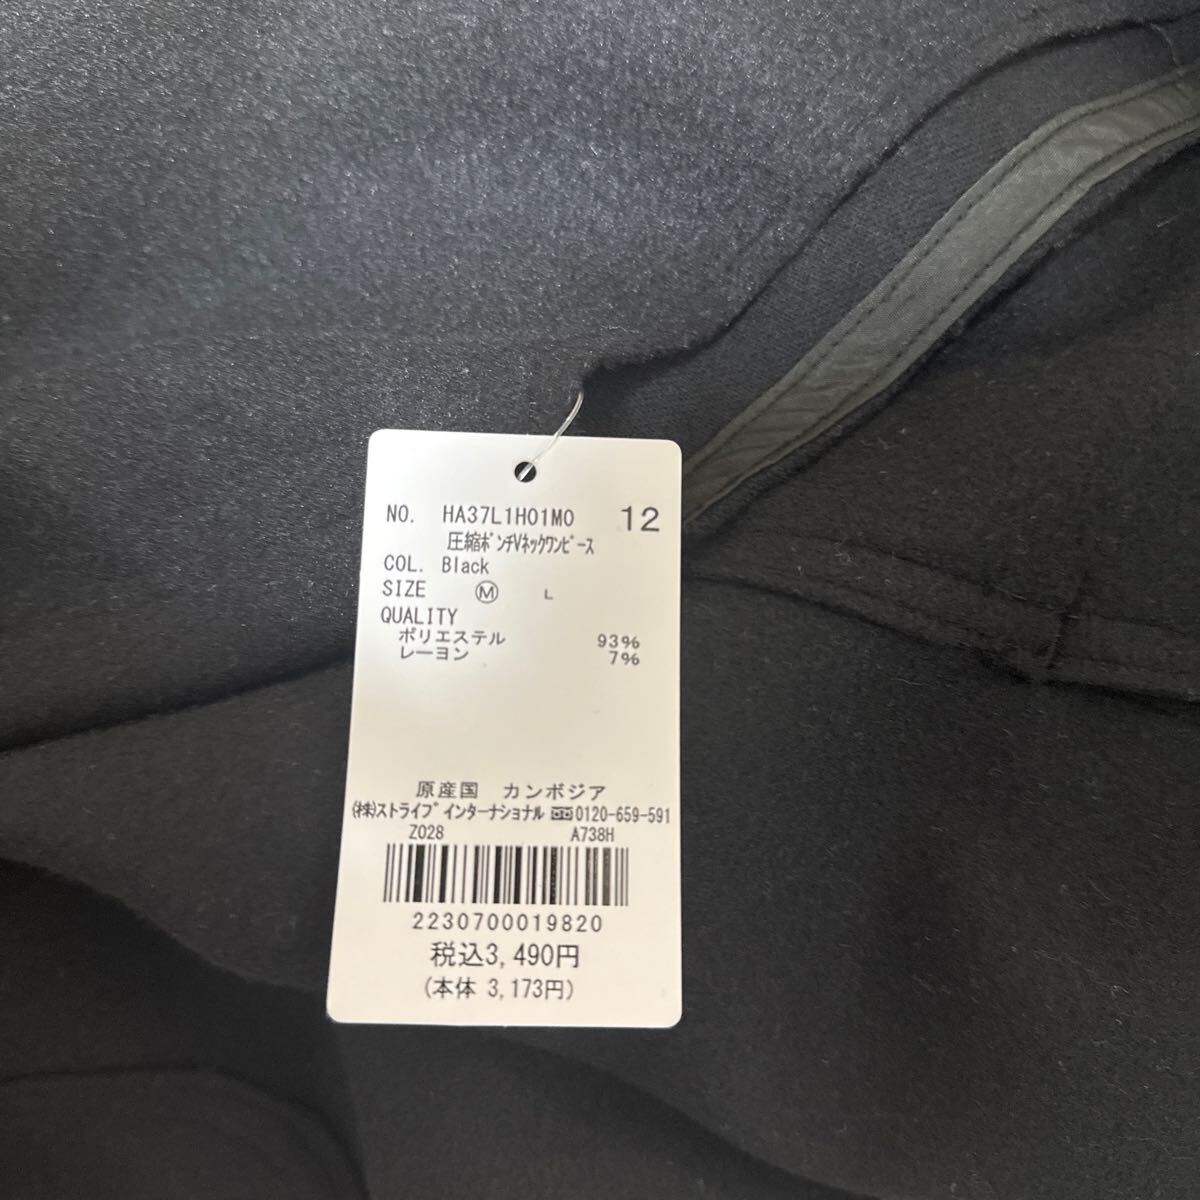 NO. HA37L1H01M0 12
圧縮ポンチVネックワンピース
COL. Black
SIZE Ⓜ L
QUALITY
ポリエステル 93%
レーヨン 7%
原産国 カンボジア
(株)ストライプインターナショナル 0120-659-591
Z028 A738H
2230700019820
税込3,490円
(本体 3,173円)